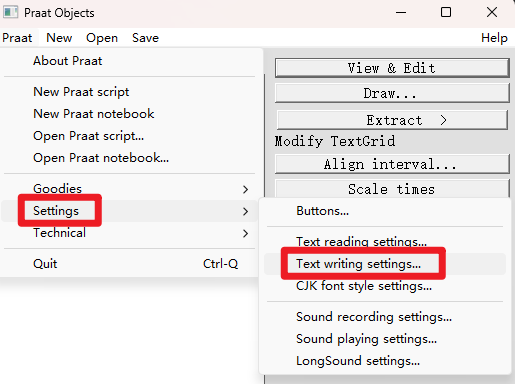 Praat Objects
Praat New Open Save Help
About Praat
New Praat script
New Praat notebook
Open Praat script...
Open Praat notebook...
Goodies
Settings
Technical
Quit Ctrl-Q
View & Edit
Draw...
Extract >
Modify TextGrid
Align interval...
Scale times
Buttons...
Text reading settings...
Text writing settings...
CJK font style settings...
Sound recording settings...
Sound playing settings...
LongSound settings...